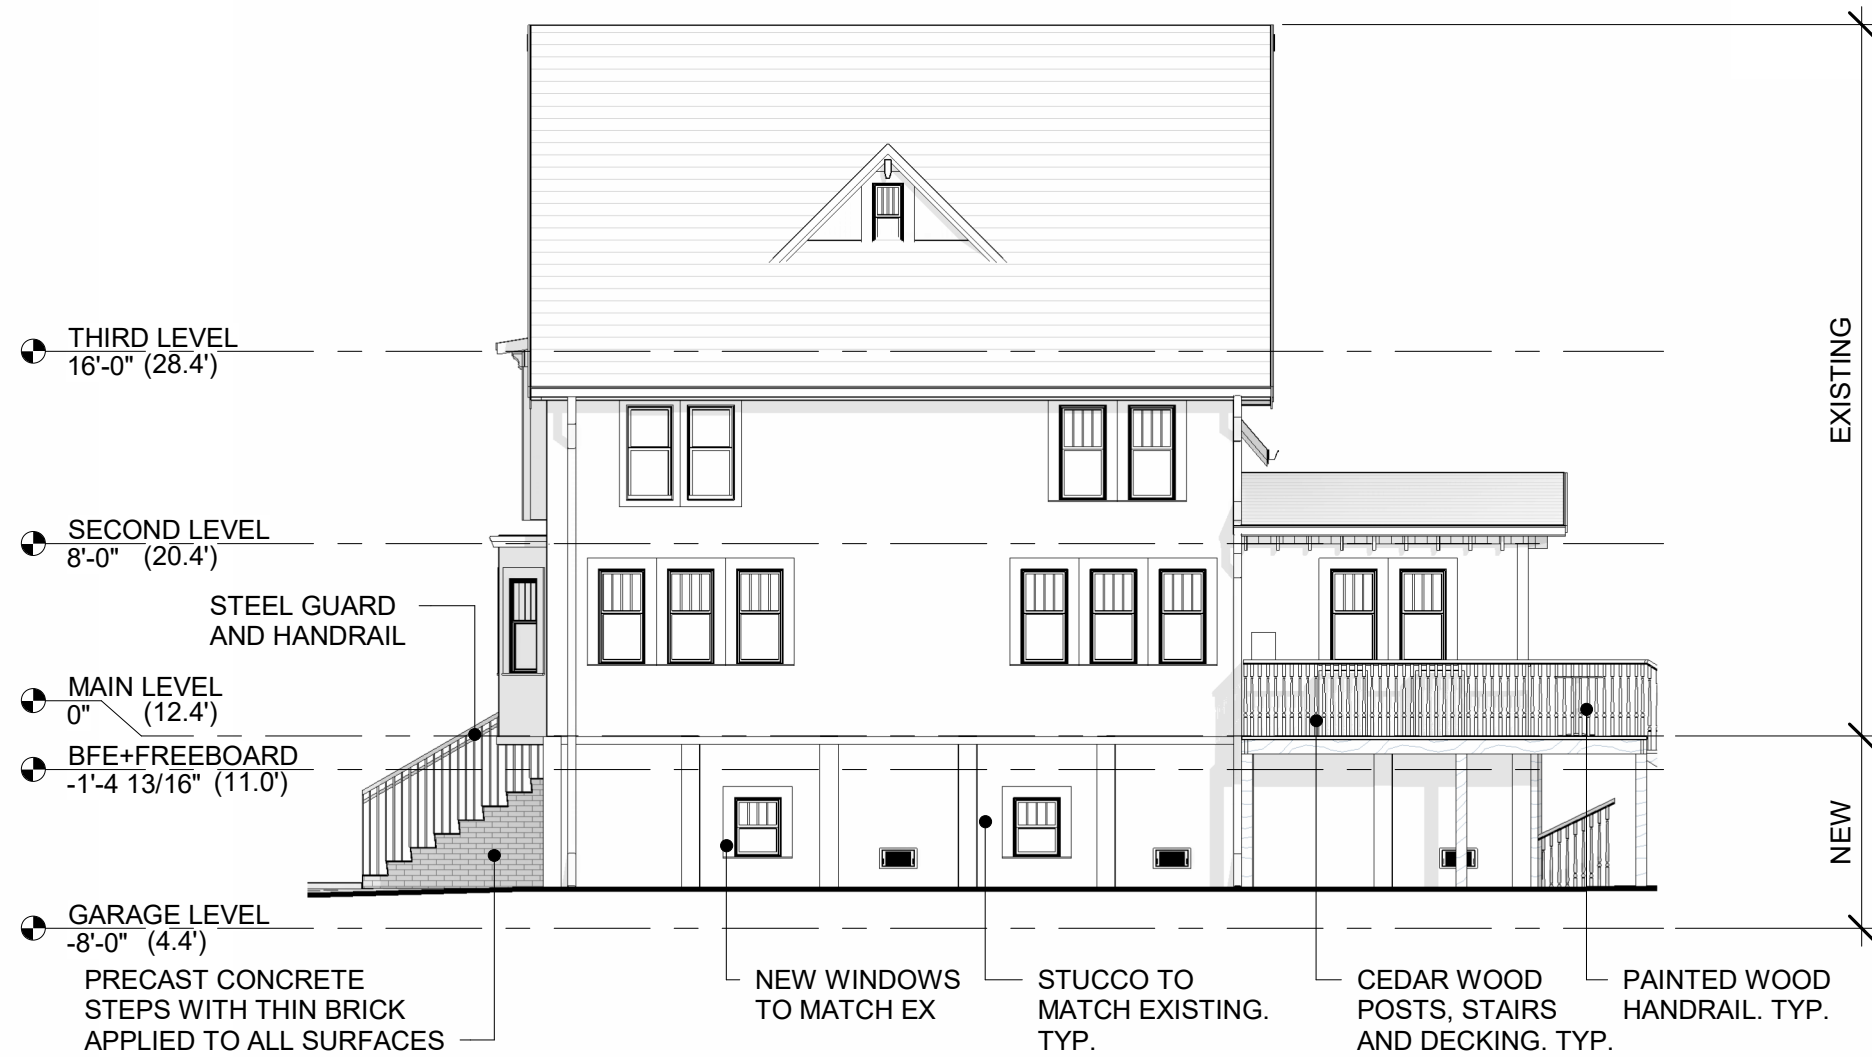 THIRD LEVEL
16'-0" (28.4')
EXISTING
SECOND LEVEL
8'-0" (20.4')
STEEL GUARD
AND HANDRAIL
MAIN LEVEL
0" (12.4')
BFE+FREEBOARD
-1'-4 13/16" (11.0')
NEW
GARAGE LEVEL
-8'-0" (4.4')
PRECAST CONCRETE
STEPS WITH THIN BRICK
APPLIED TO ALL SURFACES
NEW WINDOWS
TO MATCH EX
STUCCO TO
MATCH EXISTING.
TYP.
CEDAR WOOD
POSTS, STAIRS
AND DECKING. TYP.
PAINTED WOOD
HANDRAIL. TYP.